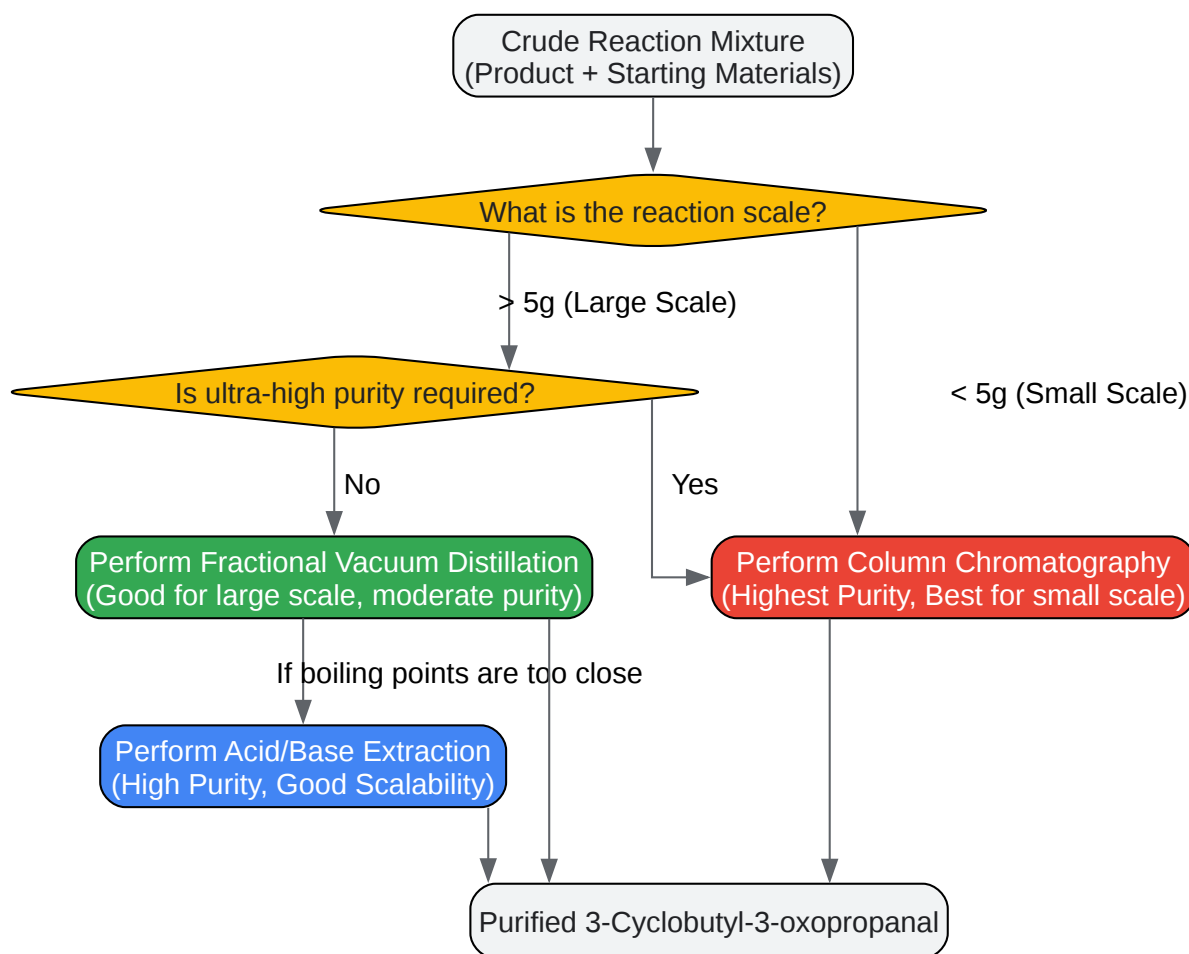 Crude Reaction Mixture
(Product + Starting Materials)
What is the reaction scale?
> 5g (Large Scale)
Is ultra-high purity required?
< 5g (Small Scale)
No
Yes
Perform Fractional Vacuum Distillation
(Good for large scale, moderate purity)
Perform Column Chromatography
(Highest Purity, Best for small scale)
If boiling points are too close
Perform Acid/Base Extraction
(High Purity, Good Scalability)
Purified 3-Cyclobutyl-3-oxopropanal